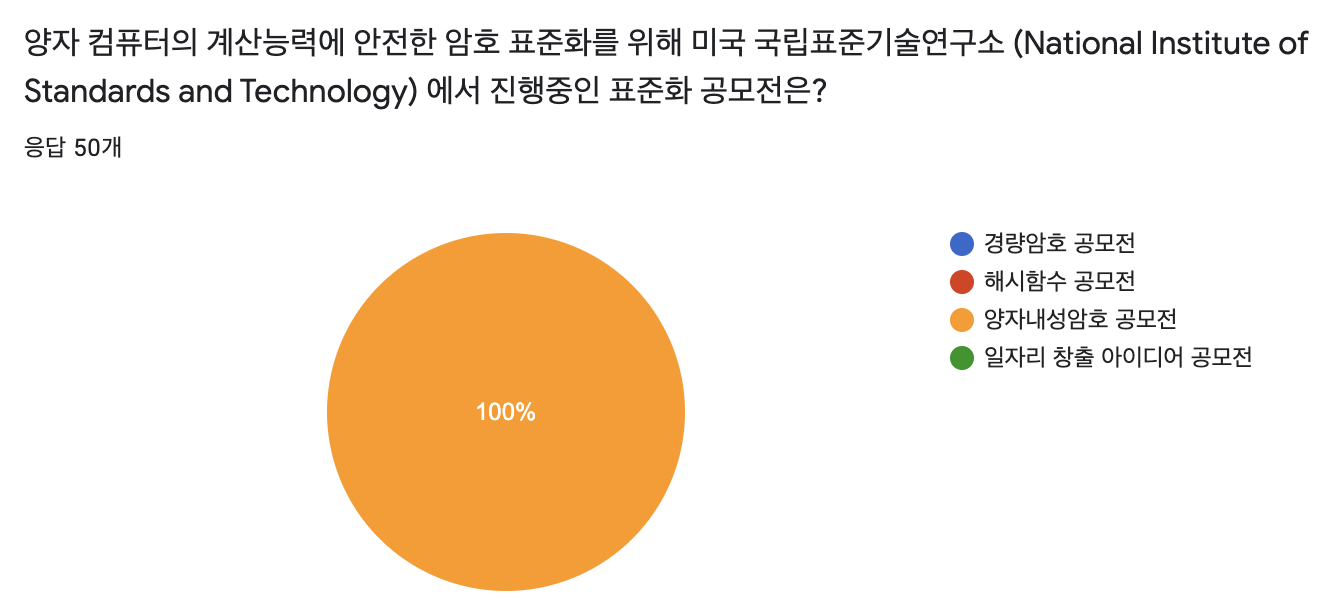 양자 컴퓨터의 계산능력에 안전한 암호 표준화를 위해 미국 국립표준기술연구소 (National Institute of
Standards and Technology) 에서 진행중인 표준화 공모전은?
응답 50개
경량암호 공모전
해시함수 공모전
양자내성암호 공모전
일자리 창출 아이디어 공모전
100%